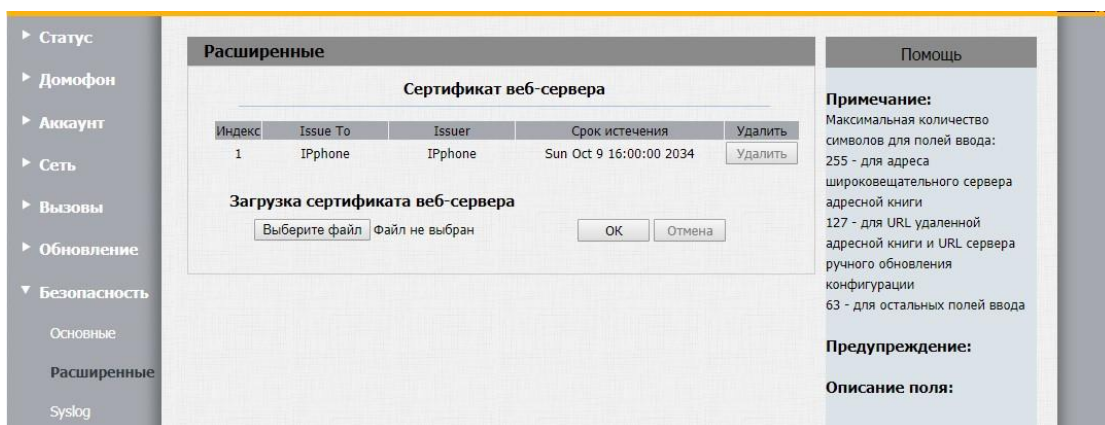 Статус
Домофон
Аккаунт
Сеть
Вызовы
Обновление
Безопасность
Основные
Расширенные
Syslog
Расширенные
Сертификат веб-сервера
Индекс Issue To Issuer Срок истечения Удалить
1 IPphone IPphone Sun Oct 9 16:00:00 2034 Удалить
Загрузка сертификата веб-сервера
Выберите файл Файл не выбран OK Отмена
Помощь
Примечание:
Максимальная количество
символов для полей ввода:
255 - для адреса
широковещательного сервера
адресной книги
127 - для URL удаленной
адресной книги и URL сервера
ручного обновления
конфигурации
63 - для остальных полей ввода
Предупреждение:
Описание поля: